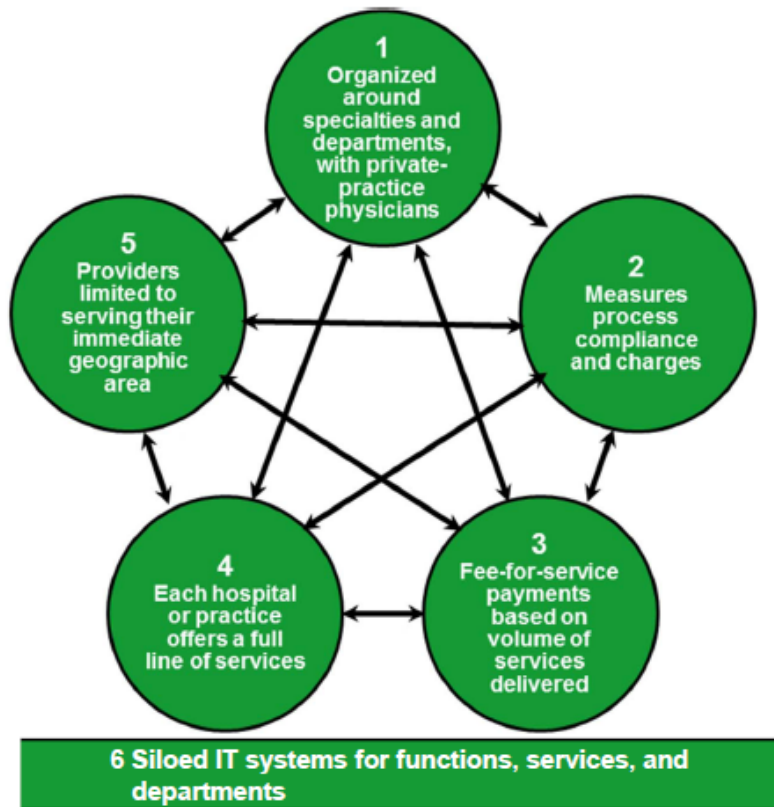 1
Organized
around
specialties and
departments,
with private-
practice
physicians
2
Measures
process
compliance
and charges
3
Fee-for-service
payments
based on
volume of
services
delivered
4
Each hospital
or practice
offers a full
line of services
5
Providers
limited to
serving their
immediate
geographic
area
6 Siloed IT systems for functions, services, and
departments